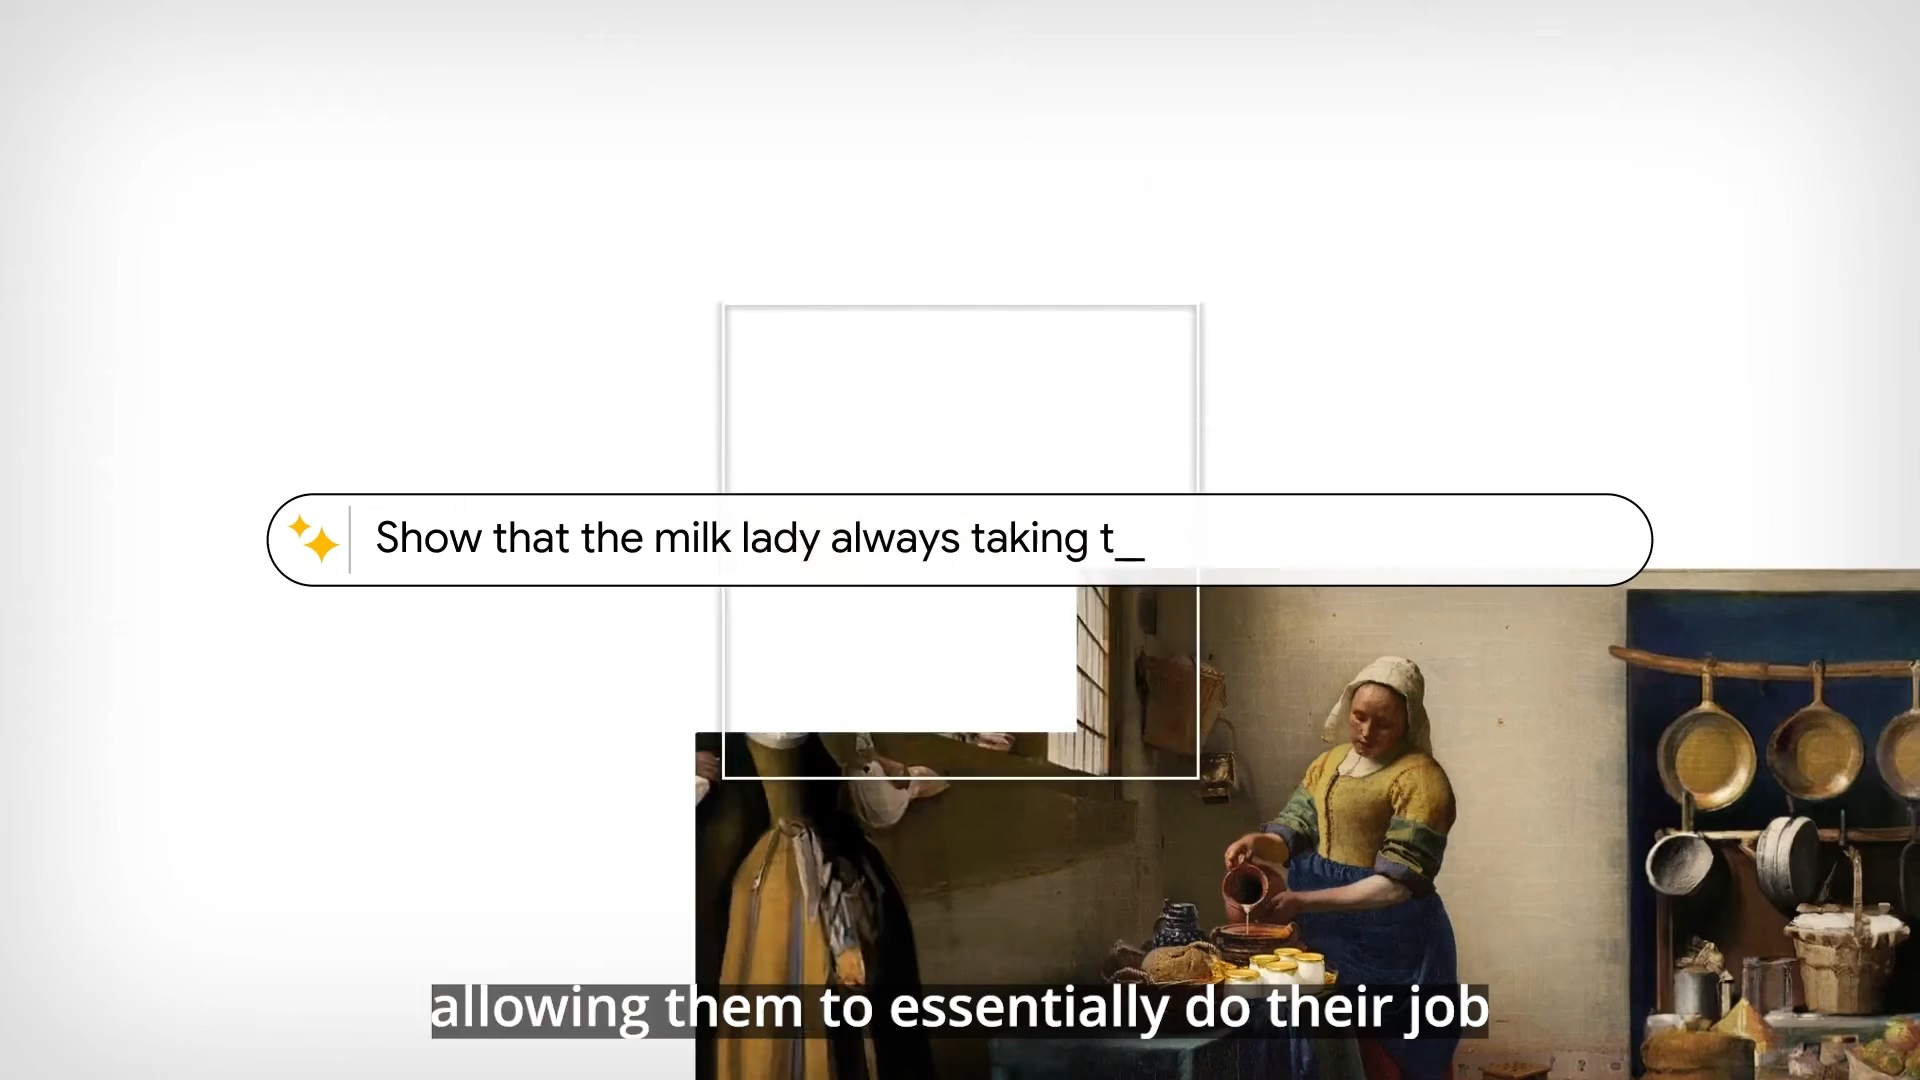 Show that the milk lady always taking t_
allowing them to essentially do their job